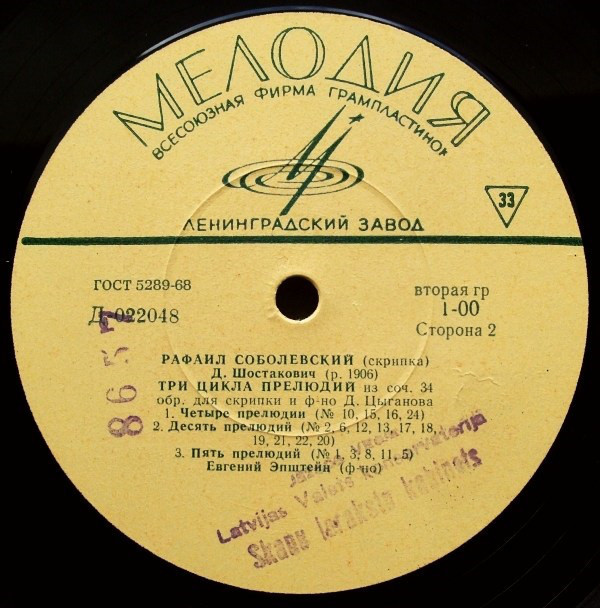 МЕЛОДИЯ
ВСЕСОЮЗНАЯ ФИРМА ГРАМПЛАСТИНОК
ЛЕНИНГРАДСКИЙ ЗАВОД
33
ГОСТ 5289-68
Д-022048
вторая гр
1-00
Сторона 2
РАФАИЛ СОБОЛЕВСКИЙ (скрипка)
Д. Шостакович (р. 1906)
ТРИ ЦИКЛА ПРЕЛЮДИЙ из соч. 34
обр. для скрипки и ф-но Д. Цыганова
1. Четыре прелюдии (№ 10, 15, 16, 24)
2. Десять прелюдий (№ 2, 6, 12, 13, 17, 18,
19, 21, 22, 20)
3. Пять прелюдий (№ 1, 3, 8, 11, 5)
Евгений Эпштейн (ф-но)
Latvijas Valsts konservatorija
Skaņu ierakstu kabinets